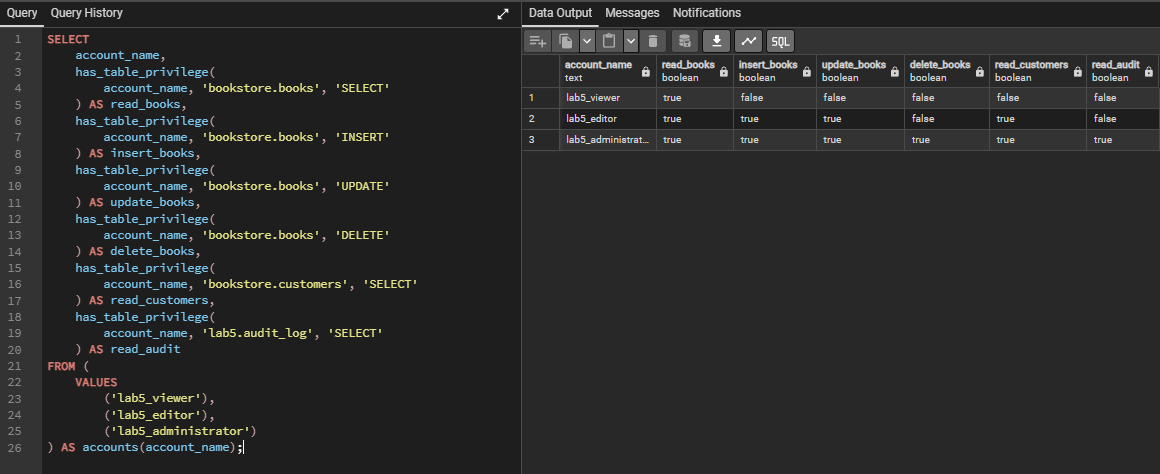 Query Query History
1 SELECT
2 account_name,
3 has_table_privilege(
4 account_name, 'bookstore.books', 'SELECT'
5 ) AS read_books,
6 has_table_privilege(
7 account_name, 'bookstore.books', 'INSERT'
8 ) AS insert_books,
9 has_table_privilege(
10 account_name, 'bookstore.books', 'UPDATE'
11 ) AS update_books,
12 has_table_privilege(
13 account_name, 'bookstore.books', 'DELETE'
14 ) AS delete_books,
15 has_table_privilege(
16 account_name, 'bookstore.customers', 'SELECT'
17 ) AS read_customers,
18 has_table_privilege(
19 account_name, 'lab5.audit_log', 'SELECT'
20 ) AS read_audit
21 FROM (
22 VALUES
23 ('lab5_viewer'),
24 ('lab5_editor'),
25 ('lab5_administrator')
26 ) AS accounts(account_name);
Data Output Messages Notifications
SQL
account_name read_books insert_books update_books delete_books read_customers read_audit
text boolean boolean boolean boolean boolean boolean
1 lab5_viewer true false false false false false
2 lab5_editor true true true false true false
3 lab5_administrat... true true true true true true